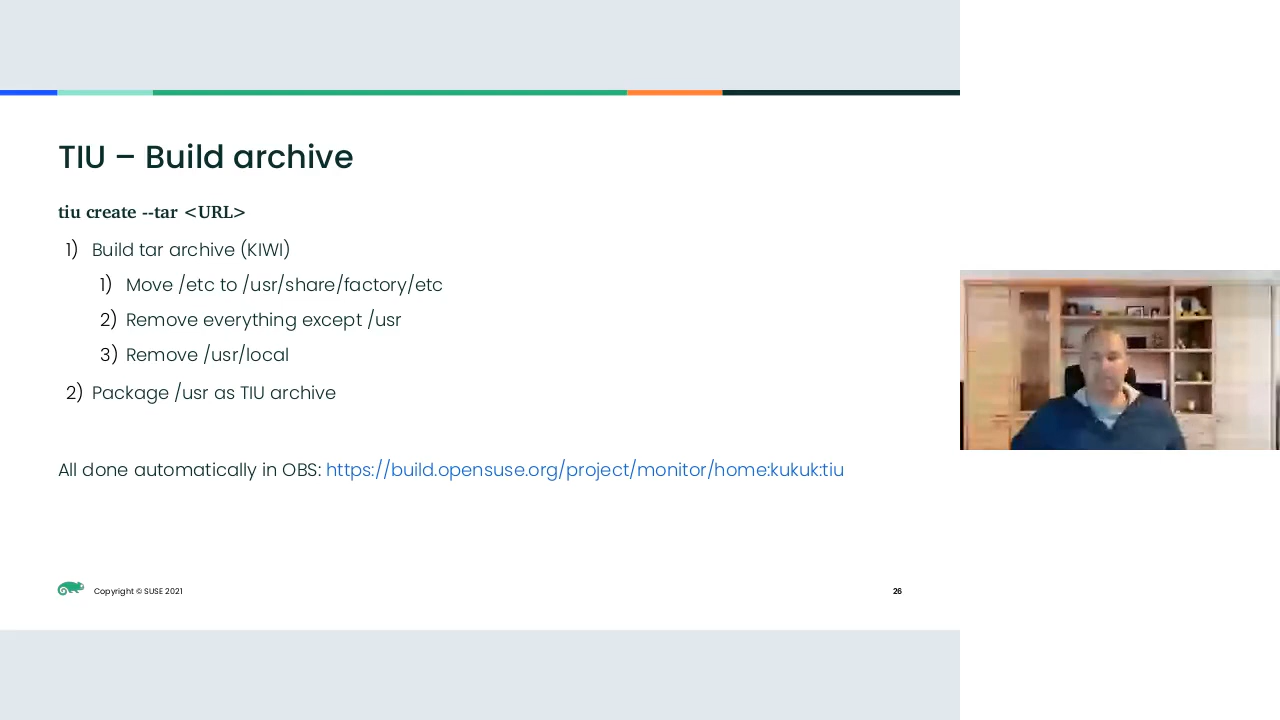 TIU – Build archive
tiu create --tar <URL>
1) Build tar archive (KIWI)
1) Move /etc to /usr/share/factory/etc
2) Remove everything except /usr
3) Remove /usr/local
2) Package /usr as TIU archive
All done automatically in OBS: https://build.opensuse.org/project/monitor/home:kukuk:tiu
Copyright © SUSE 2021
26